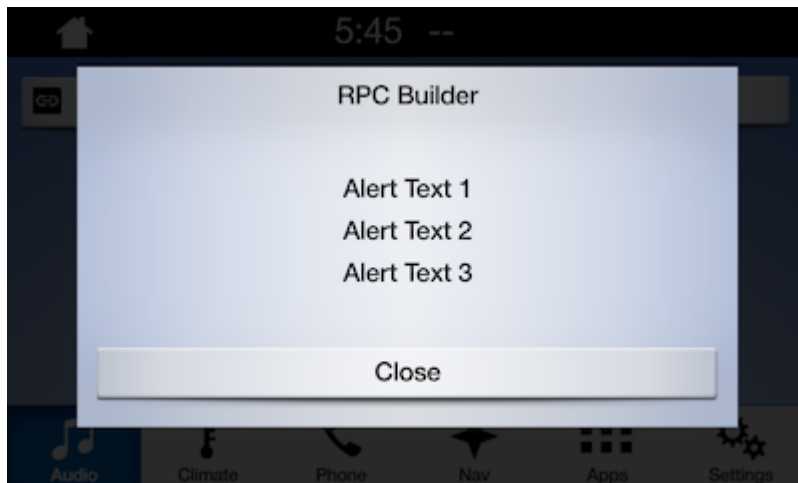 5:45 --
RPC Builder
Alert Text 1
Alert Text 2
Alert Text 3
Close
Audio Climate Phone Nav Apps Settings